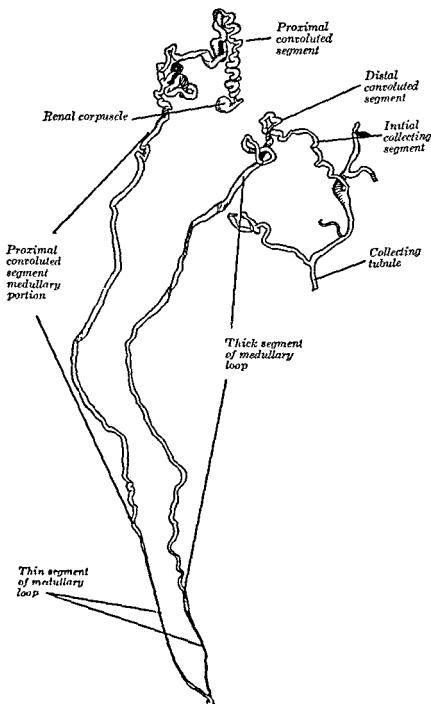 Proximal
convoluted
segment
Distal
convoluted
segment
Renal corpuscle
Initial
collecting
segment
Proximal
convoluted
segment
medullary
portion
Collecting
tubule
Thick segment
of medullary
loop
Thin segment
of medullary
loop